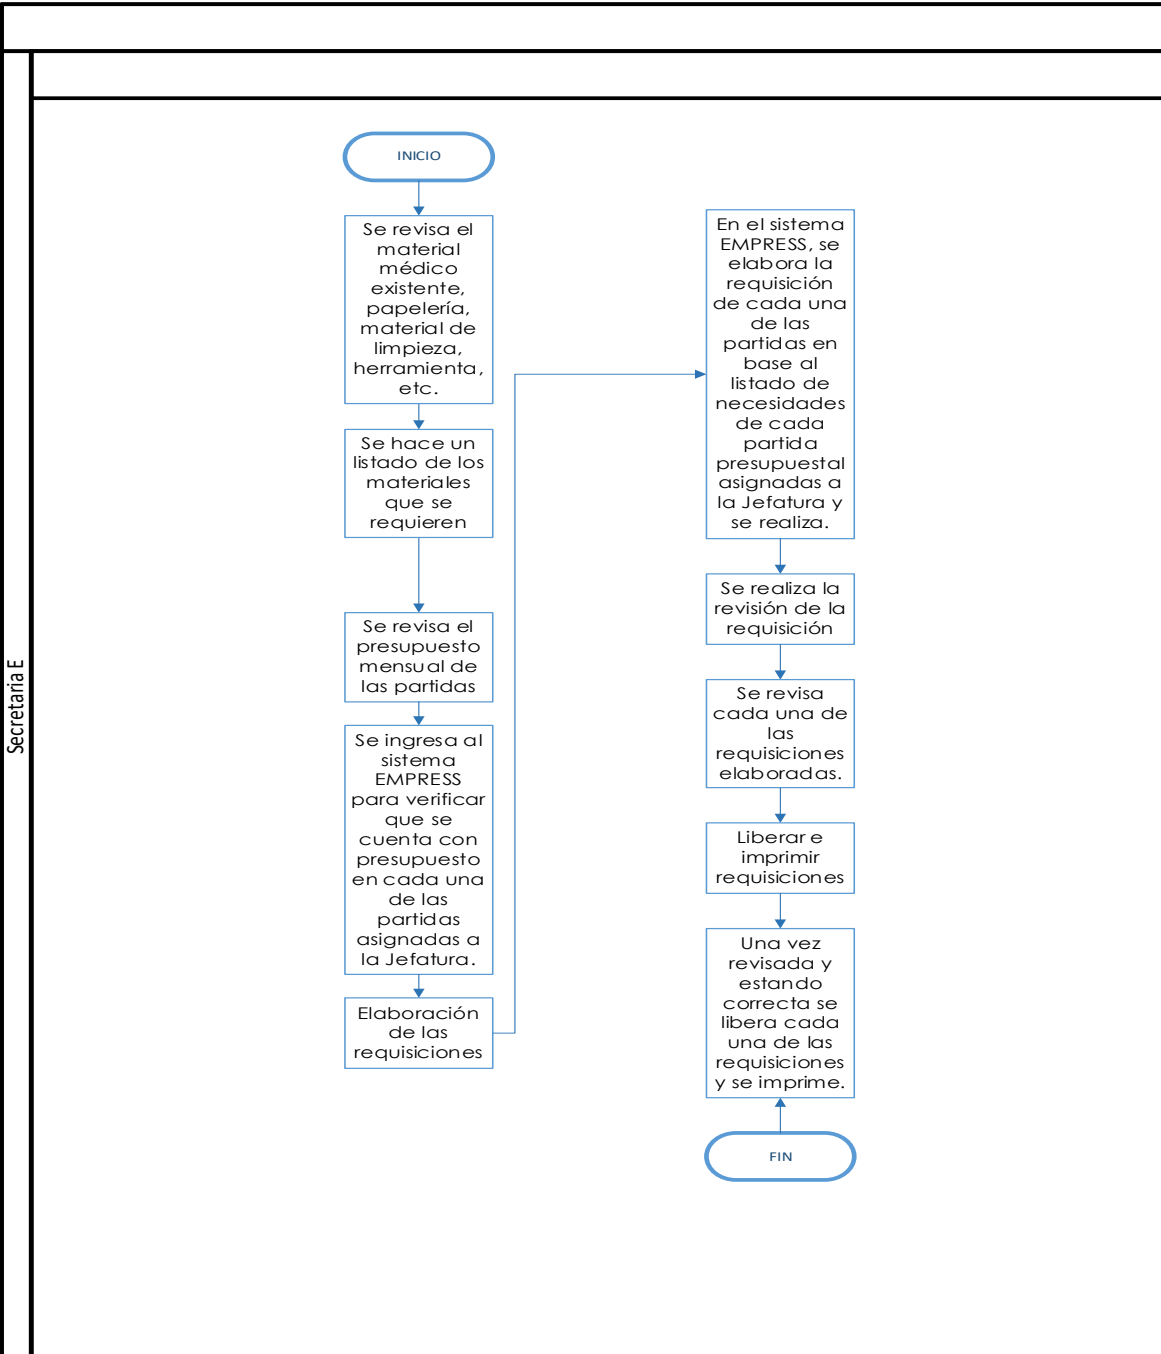 Secretaria E
INICIO
Se revisa el
material
médico
existente,
papelería,
material de
limpieza,
herramienta,
etc.
Se hace un
listado de los
materiales
que se
requieren
Se revisa el
presupuesto
mensual de
las partidas
Se ingresa al
sistema
EMPRESS
para verificar
que se
cuenta con
presupuesto
en cada una
de las
partidas
asignadas a
la Jefatura.
Elaboración
de las
requisiciones
En el sistema
EMPRESS, se
elabora la
requisición
de cada una
de las
partidas en
base al
listado de
necesidades
de cada
partida
presupuestal
asignadas a
la Jefatura y
se realiza.
Se realiza la
revisión de la
requisición
Se revisa
cada una de
las
requisiciones
elaboradas.
Liberar e
imprimir
requisiciones
Una vez
revisada y
estando
correcta se
libera cada
una de las
requisiciones
y se imprime.
FIN